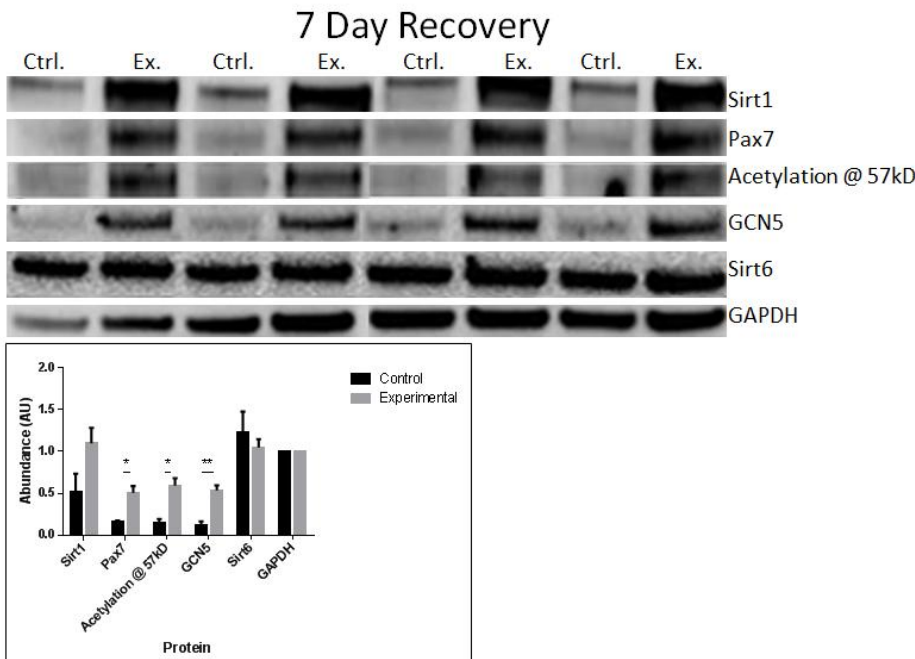 7 Day Recovery
Ctrl. Ex. Ctrl. Ex. Ctrl. Ex. Ctrl. Ex.
Sirt1
Pax7
Acetylation @ 57kD
GCN5
Sirt6
GAPDH
2.0
1.5
1.0
0.5
0.0
Abundance (AU)
Control
Experimental
* * **
Sirt1 Pax7 Acetylation @ 57kD GCN5 Sirt6 GAPDH
Protein